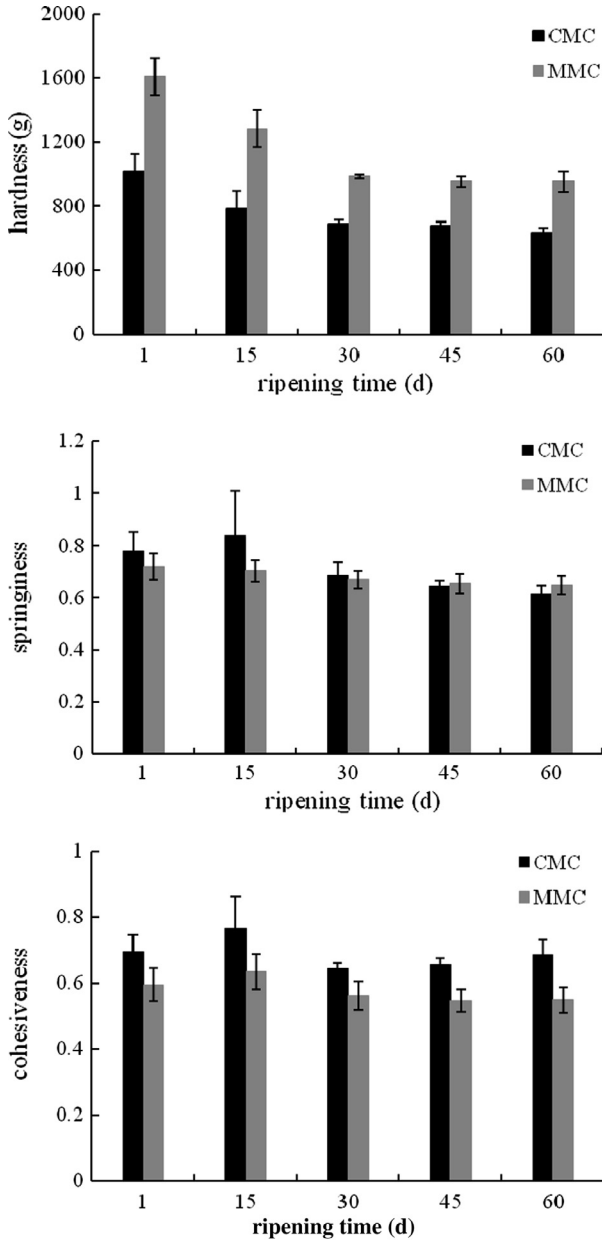 2000
CMC
1600
MMC
1200
800
400
0
hardness (g)
1 15 30 45 60
ripening time (d)
1.2
CMC
1
MMC
0.8
0.6
0.4
0.2
0
springiness
1 15 30 45 60
ripening time (d)
1
CMC
0.8
MMC
0.6
0.4
0.2
0
cohesiveness
1 15 30 45 60
ripening time (d)